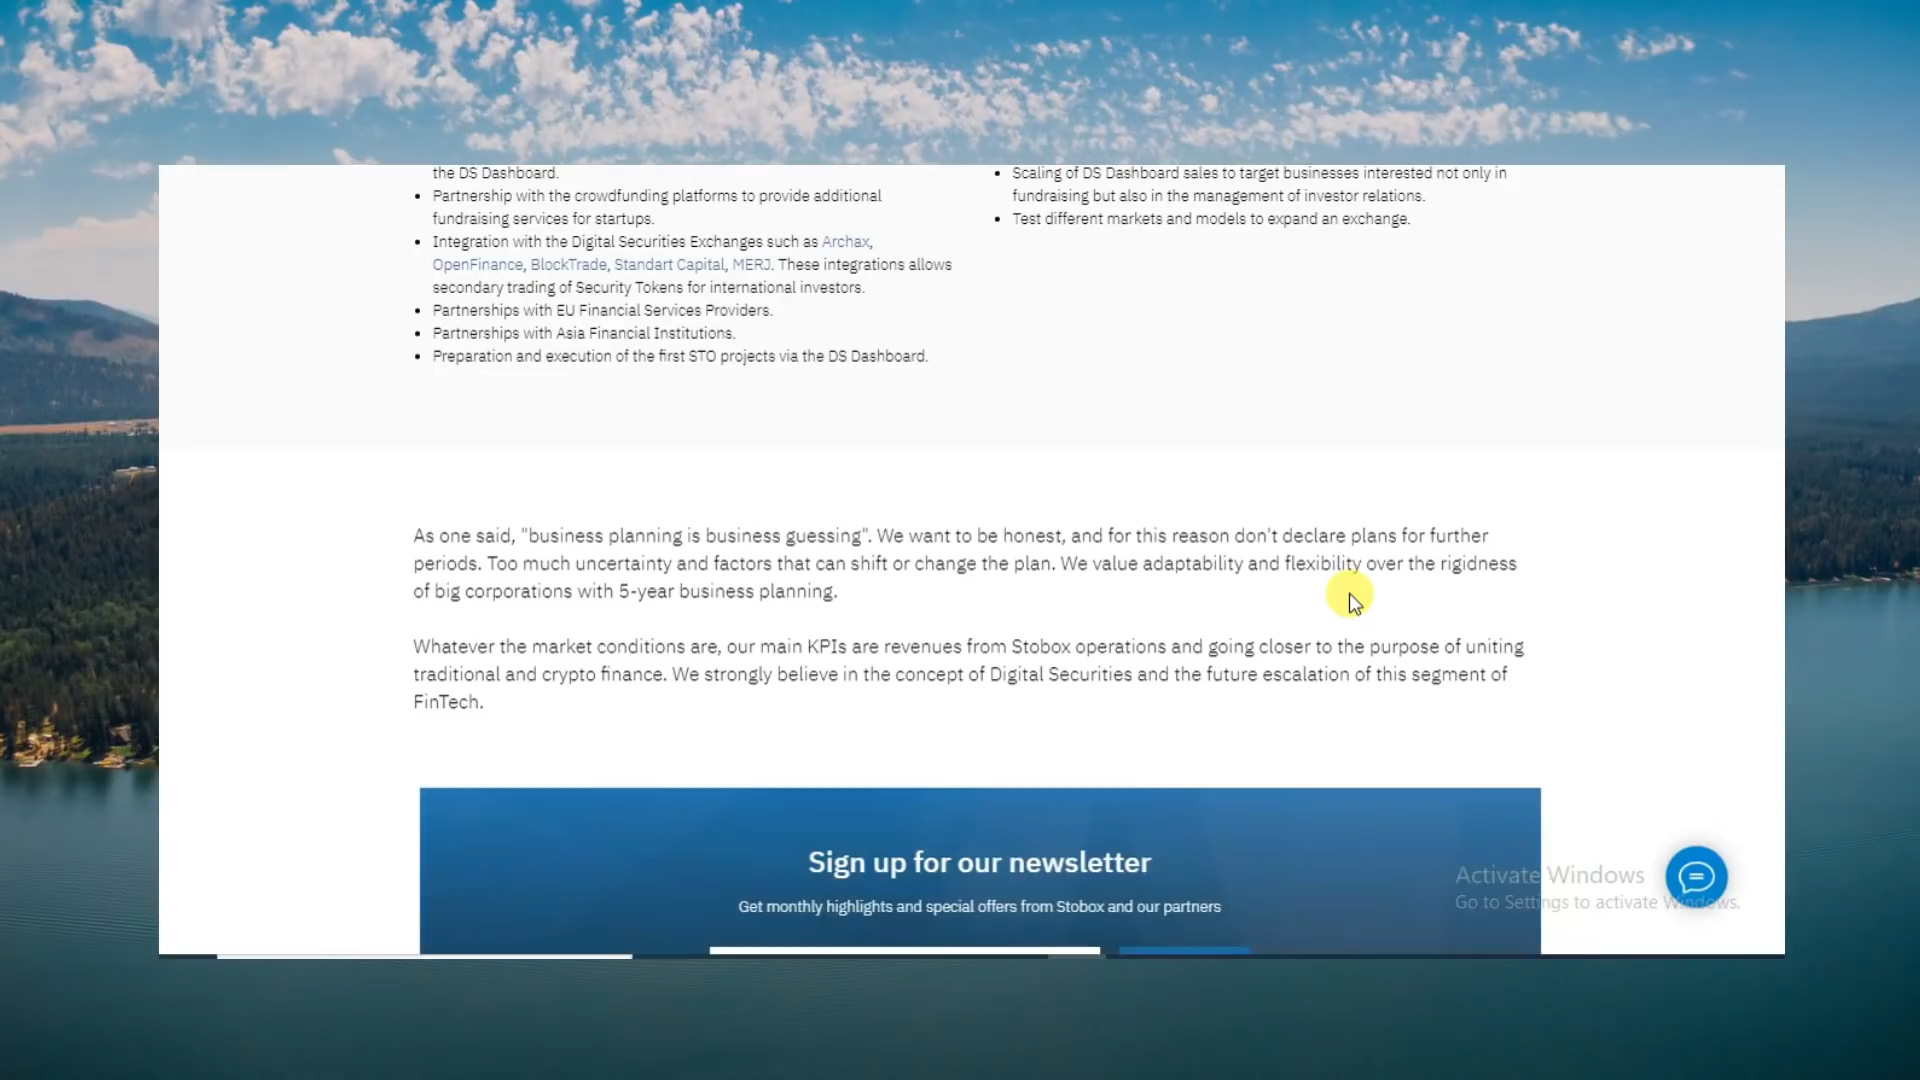 the DS Dashboard.
• Partnership with the crowdfunding platforms to provide additional
fundraising services for startups.
• Integration with the Digital Securities Exchanges such as Archax,
OpenFinance, BlockTrade, Standart Capital, MERJ. These integrations allows
secondary trading of Security Tokens for international investors.
• Partnerships with EU Financial Services Providers.
• Partnerships with Asia Financial Institutions.
• Preparation and execution of the first STO projects via the DS Dashboard.
• Scaling of DS Dashboard sales to target businesses interested not only in
fundraising but also in the management of investor relations.
• Test different markets and models to expand an exchange.
As one said, "business planning is business guessing". We want to be honest, and for this reason don't declare plans for further
periods. Too much uncertainty and factors that can shift or change the plan. We value adaptability and flexibility over the rigidness
of big corporations with 5-year business planning.
Whatever the market conditions are, our main KPIs are revenues from Stobox operations and going closer to the purpose of uniting
traditional and crypto finance. We strongly believe in the concept of Digital Securities and the future escalation of this segment of
FinTech.
Sign up for our newsletter
Get monthly highlights and special offers from Stobox and our partners
Activate Windows
Go to Settings to activate Windows.